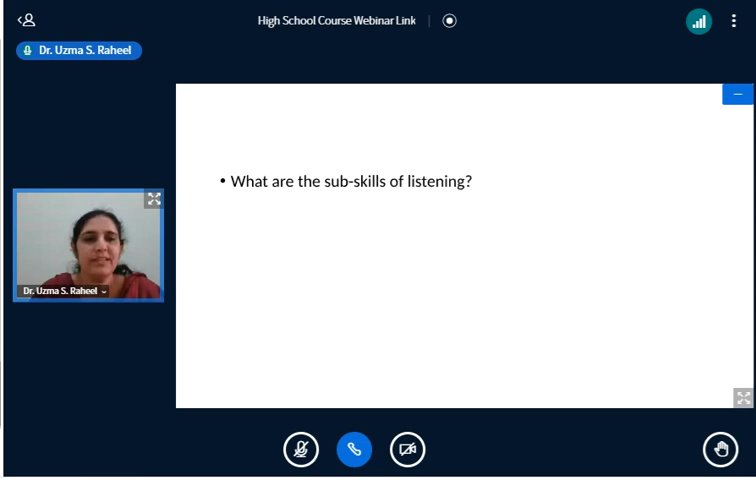 High School Course Webinar Link
Dr. Uzma S. Raheel
• What are the sub-skills of listening?
Dr. Uzma S. Raheel